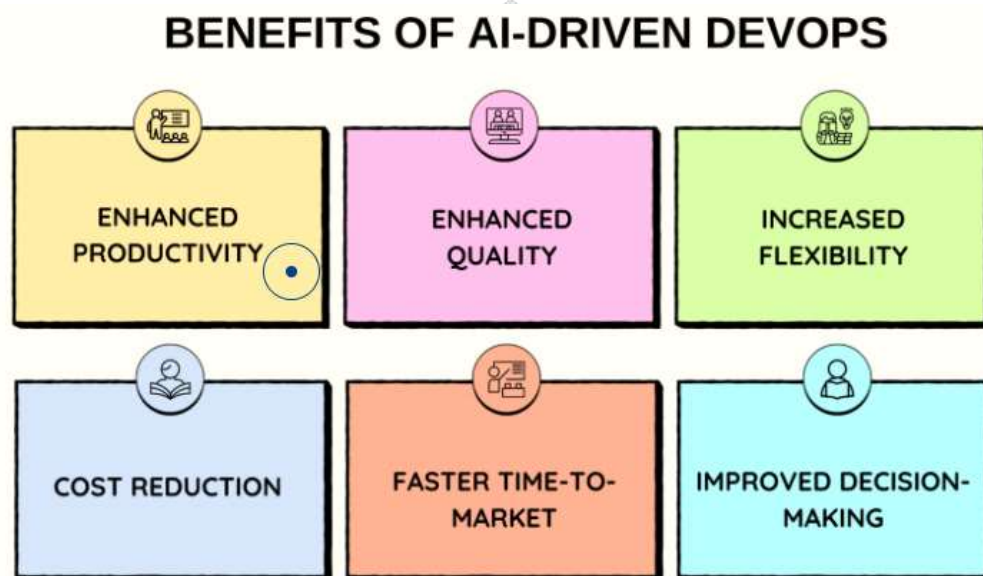 BENEFITS OF AI-DRIVEN DEVOPS
ENHANCED
PRODUCTIVITY
ENHANCED
QUALITY
INCREASED
FLEXIBILITY
COST REDUCTION
FASTER TIME-TO-
MARKET
IMPROVED DECISION-
MAKING